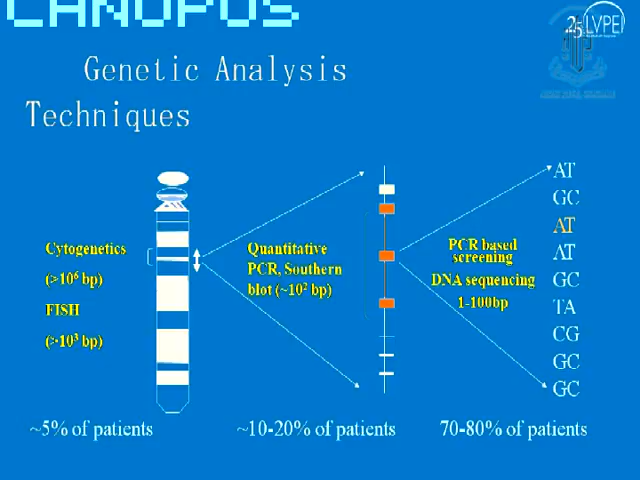 CANOPUS
25 LVPEI
Genetic Analysis
Techniques
Cytogenetics
(>10⁶ bp)
FISH
(>10³ bp)
Quantitative
PCR, Southern
blot (~10² bp)
PCR based
screening
DNA sequencing
1-100bp
AT
GC
AT
AT
GC
TA
CG
GC
GC
~5% of patients
~10-20% of patients
70-80% of patients